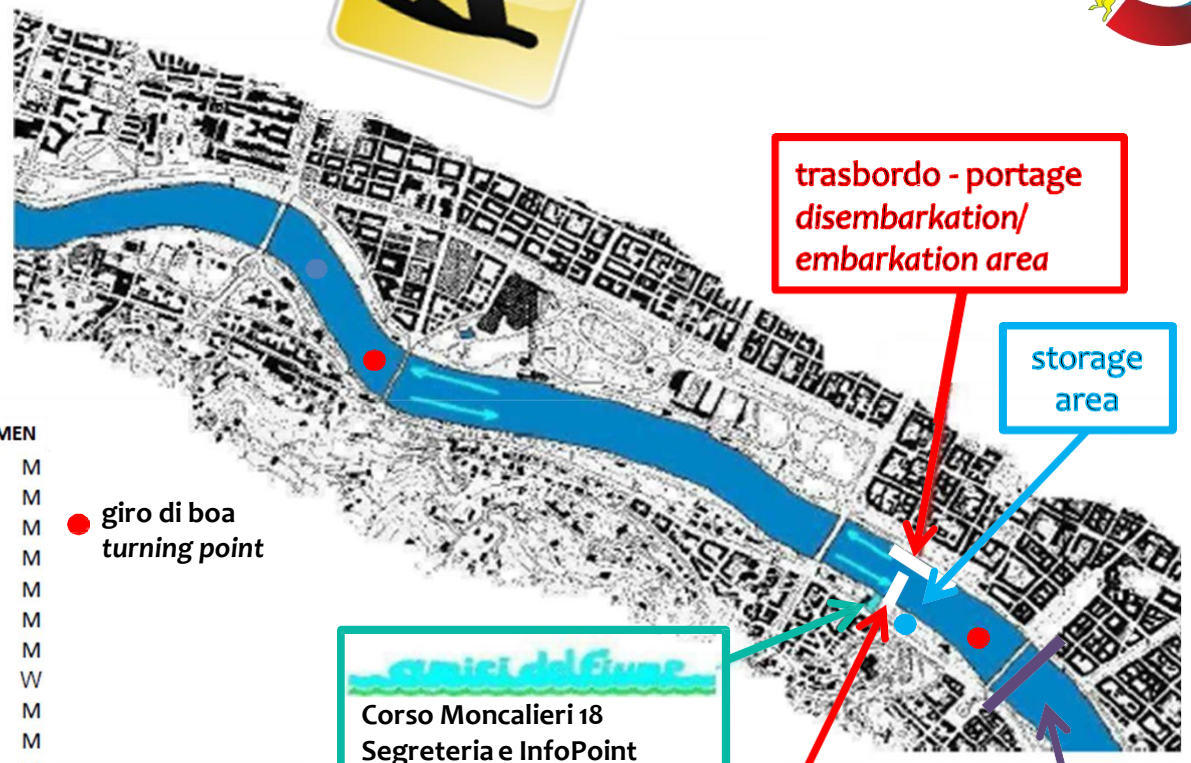 trasbordo - portage
disembarkation/
embarkation area
storage
area
MEN
M
M
M
M
M
M
M
W
M
M
giro di boa
turning point
amici del fiume
Corso Moncalieri 18
Segreteria e InfoPoint